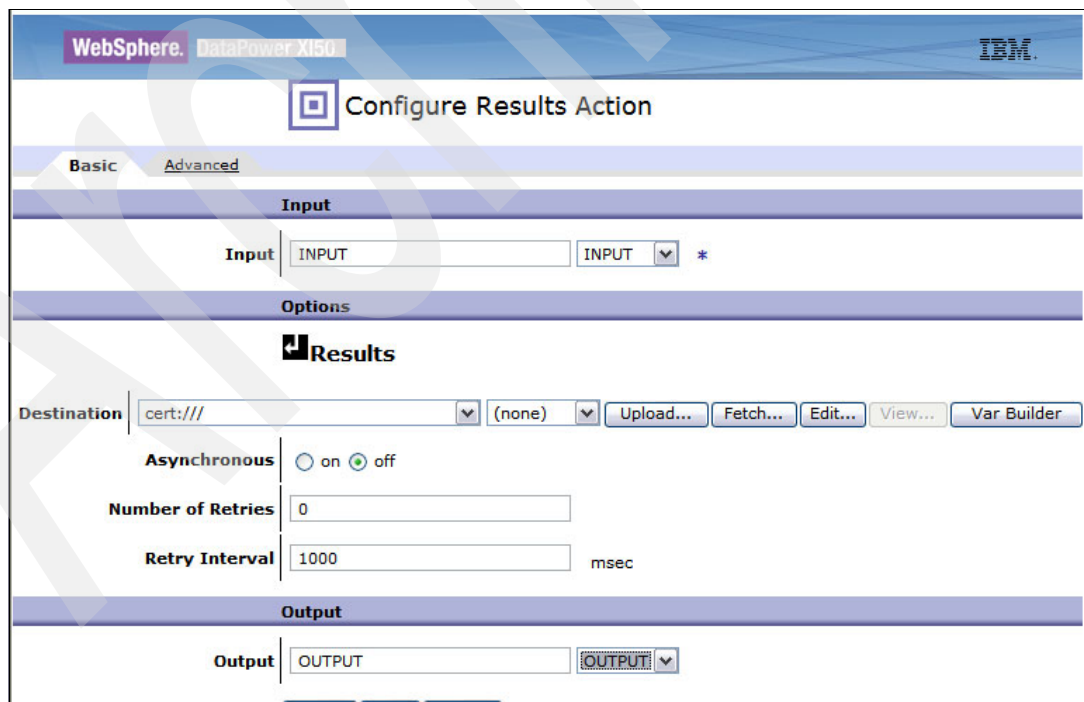 WebSphere. DataPower XI50 IBM.
Configure Results Action
Basic Advanced
Input
Input INPUT INPUT *
Options
Results
Destination cert:/// (none) Upload... Fetch... Edit... View... Var Builder
Asynchronous on off
Number of Retries 0
Retry Interval 1000 msec
Output
Output OUTPUT OUTPUT